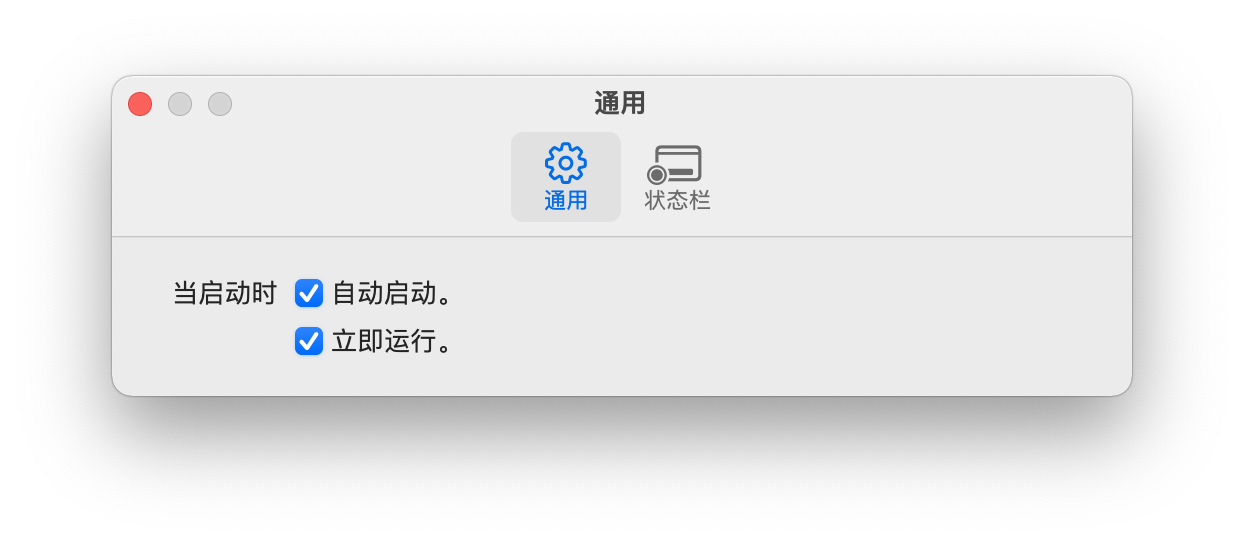 通用
通用 状态栏
当启动时 自动启动。
立即运行。